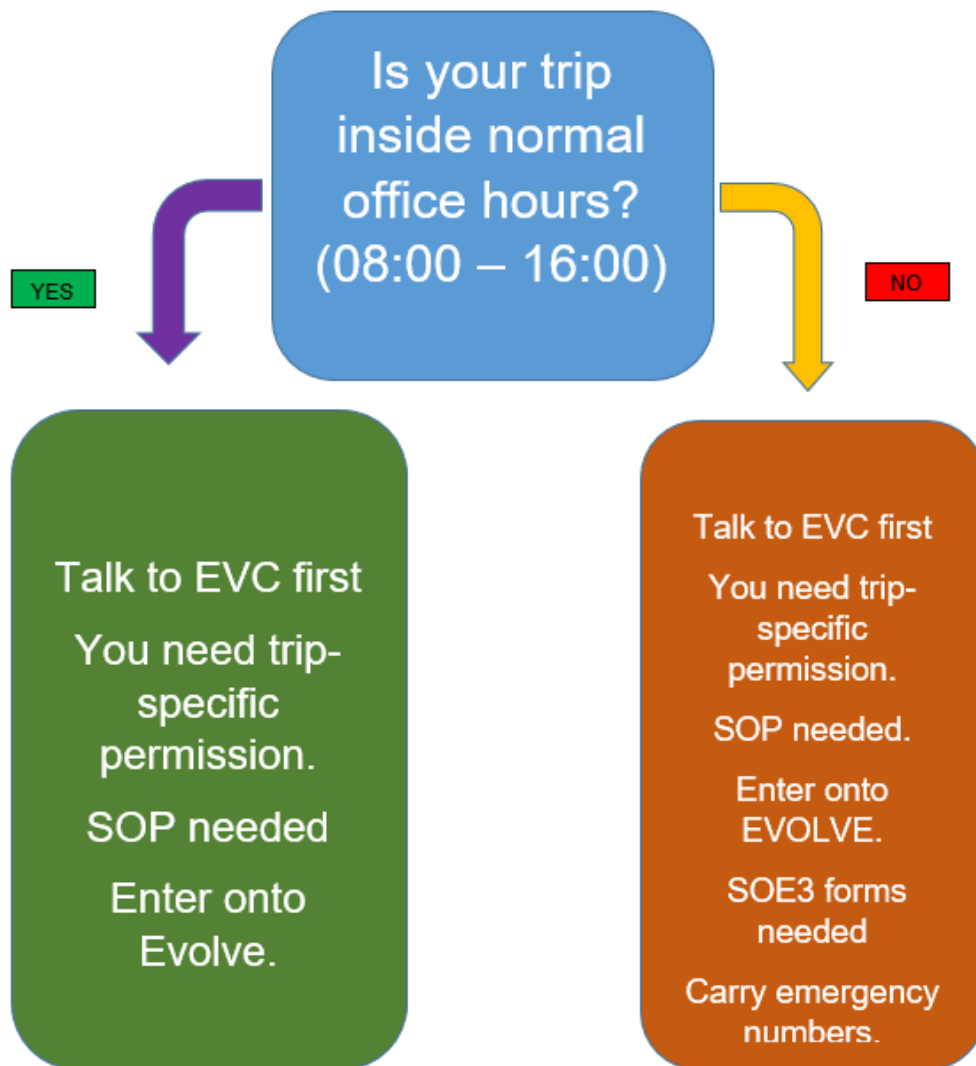 Is your trip
inside normal
office hours?
(08:00 – 16:00)
YES
NO
Talk to EVC first
You need trip-
specific
permission.
SOP needed
Enter onto
Evolve.
Talk to EVC first
You need trip-
specific
permission.
SOP needed.
Enter onto
EVOLVE.
SOE3 forms
needed
Carry emergency
numbers.